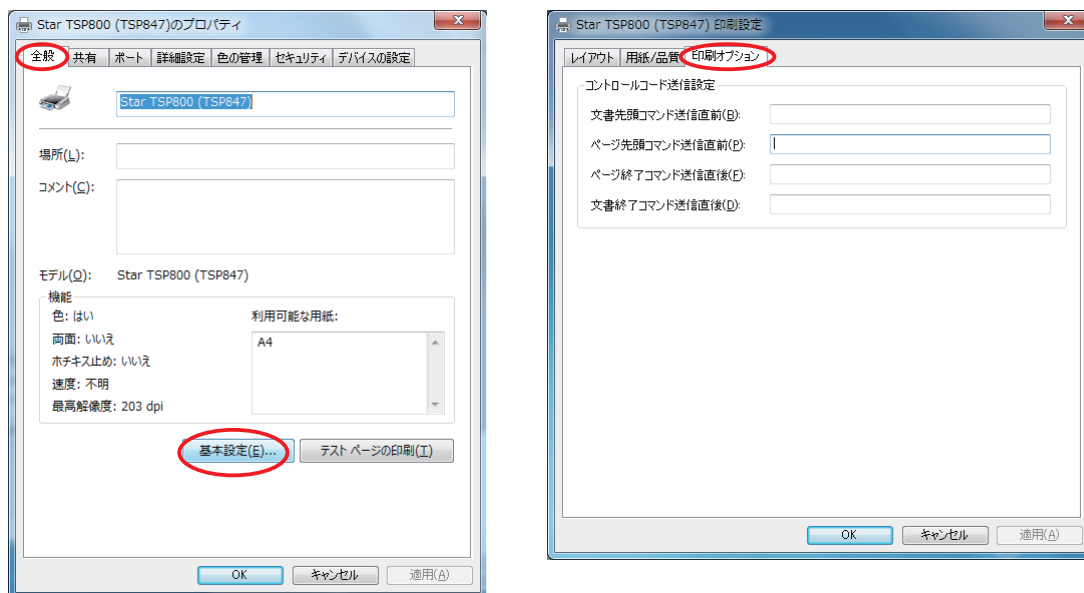 Star TSP800 (TSP847)のプロパティ
全般 共有 ポート 詳細設定 色の管理 セキュリティ デバイスの設定
Star TSP800 (TSP847)
場所(L):
コメント(C):
モデル(O): Star TSP800 (TSP847)
機能
色: はい
両面: いいえ
ホチキス止め: いいえ
速度: 不明
最高解像度: 203 dpi
利用可能な用紙:
A4
基本設定(E)... テスト ページの印刷(T)
OK キャンセル 適用(A)
Star TSP800 (TSP847) 印刷設定
レイアウト 用紙/品質 印刷オプション
コントロールコード送信設定
文書先頭コマンド送信直前(B):
ページ先頭コマンド送信直前(P):
ページ終了コマンド送信直後(F):
文書終了コマンド送信直後(D):
OK キャンセル 適用(A)